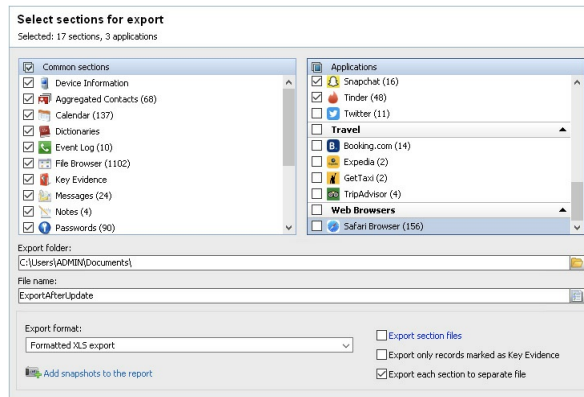 Select sections for export
Selected: 17 sections, 3 applications
Common sections
Device Information
Aggregated Contacts (68)
Calendar (137)
Dictionaries
Event Log (10)
File Browser (1102)
Key Evidence
Messages (24)
Notes (4)
Passwords (90)
Applications
Snapchat (16)
Tinder (48)
Twitter (11)
Travel
B. Booking.com (14)
Expedia (2)
GetTaxi (2)
TripAdvisor (4)
Web Browsers
Safari Browser (156)
Export folder:
C:\Users\ADMIN\Documents\
File name:
ExportAfterUpdate
Export format:
Formatted XLS export
Add snapshots to the report
Export section files
Export only records marked as Key Evidence
Export each section to separate file